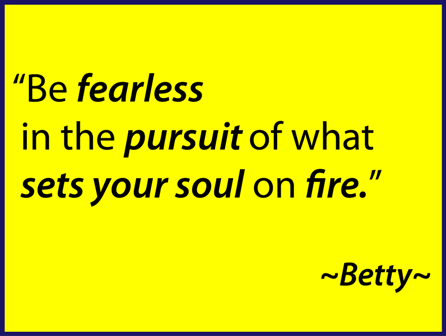 “Be fearless
in the pursuit of what
sets your soul on fire.”
~Betty~